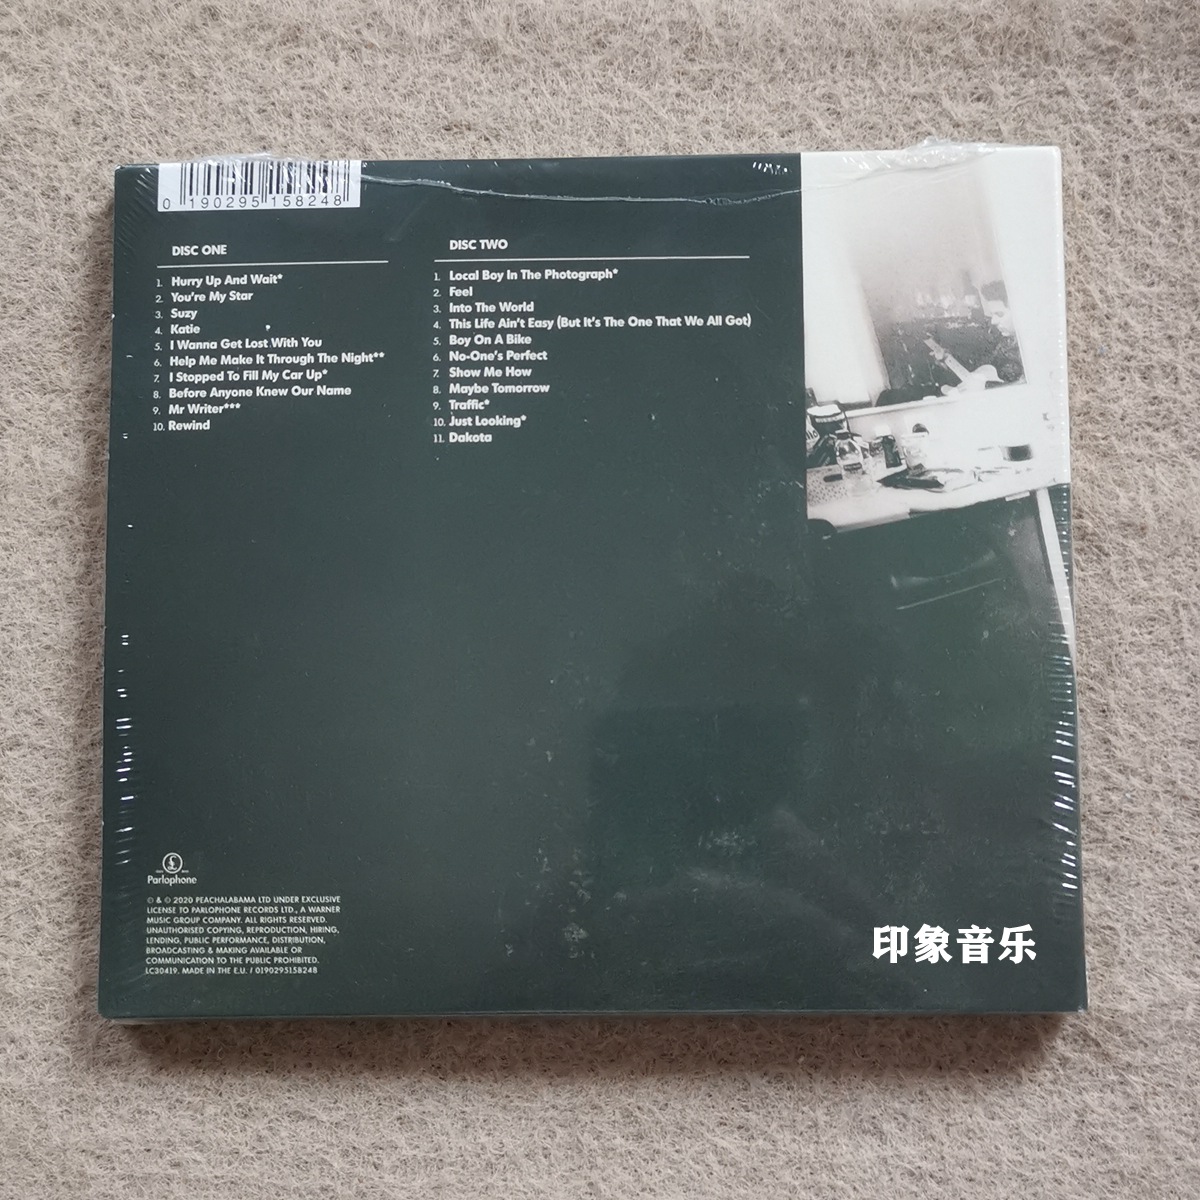 0 190295 158248
DISC ONE
1. Hurry Up And Wait*
2. You're My Star
3. Suzy
4. Katie
5. I Wanna Get Lost With You
6. Help Me Make It Through The Night**
7. I Stopped To Fill My Car Up*
8. Before Anyone Knew Our Name
9. Mr Writer***
10. Rewind
DISC TWO
1. Local Boy In The Photograph*
2. Feel
3. Into The World
4. This Life Ain't Easy (But It's The One That We All Got)
5. Boy On A Bike
6. No-One's Perfect
7. Show Me How
8. Maybe Tomorrow
9. Traffic*
10. Just Looking*
11. Dakota
£
Parlophone
℗ & © 2020 PEACHALABAMA LTD UNDER EXCLUSIVE
LICENSE TO PARLOPHONE RECORDS LTD., A WARNER
MUSIC GROUP COMPANY. ALL RIGHTS RESERVED.
UNAUTHORISED COPYING, REPRODUCTION, HIRING,
LENDING, PUBLIC PERFORMANCE, DISTRIBUTION,
BROADCASTING & MAKING AVAILABLE OR
COMMUNICATION TO THE PUBLIC PROHIBITED.
LC30419. MADE IN THE E.U. / 0190295158248
印象音乐